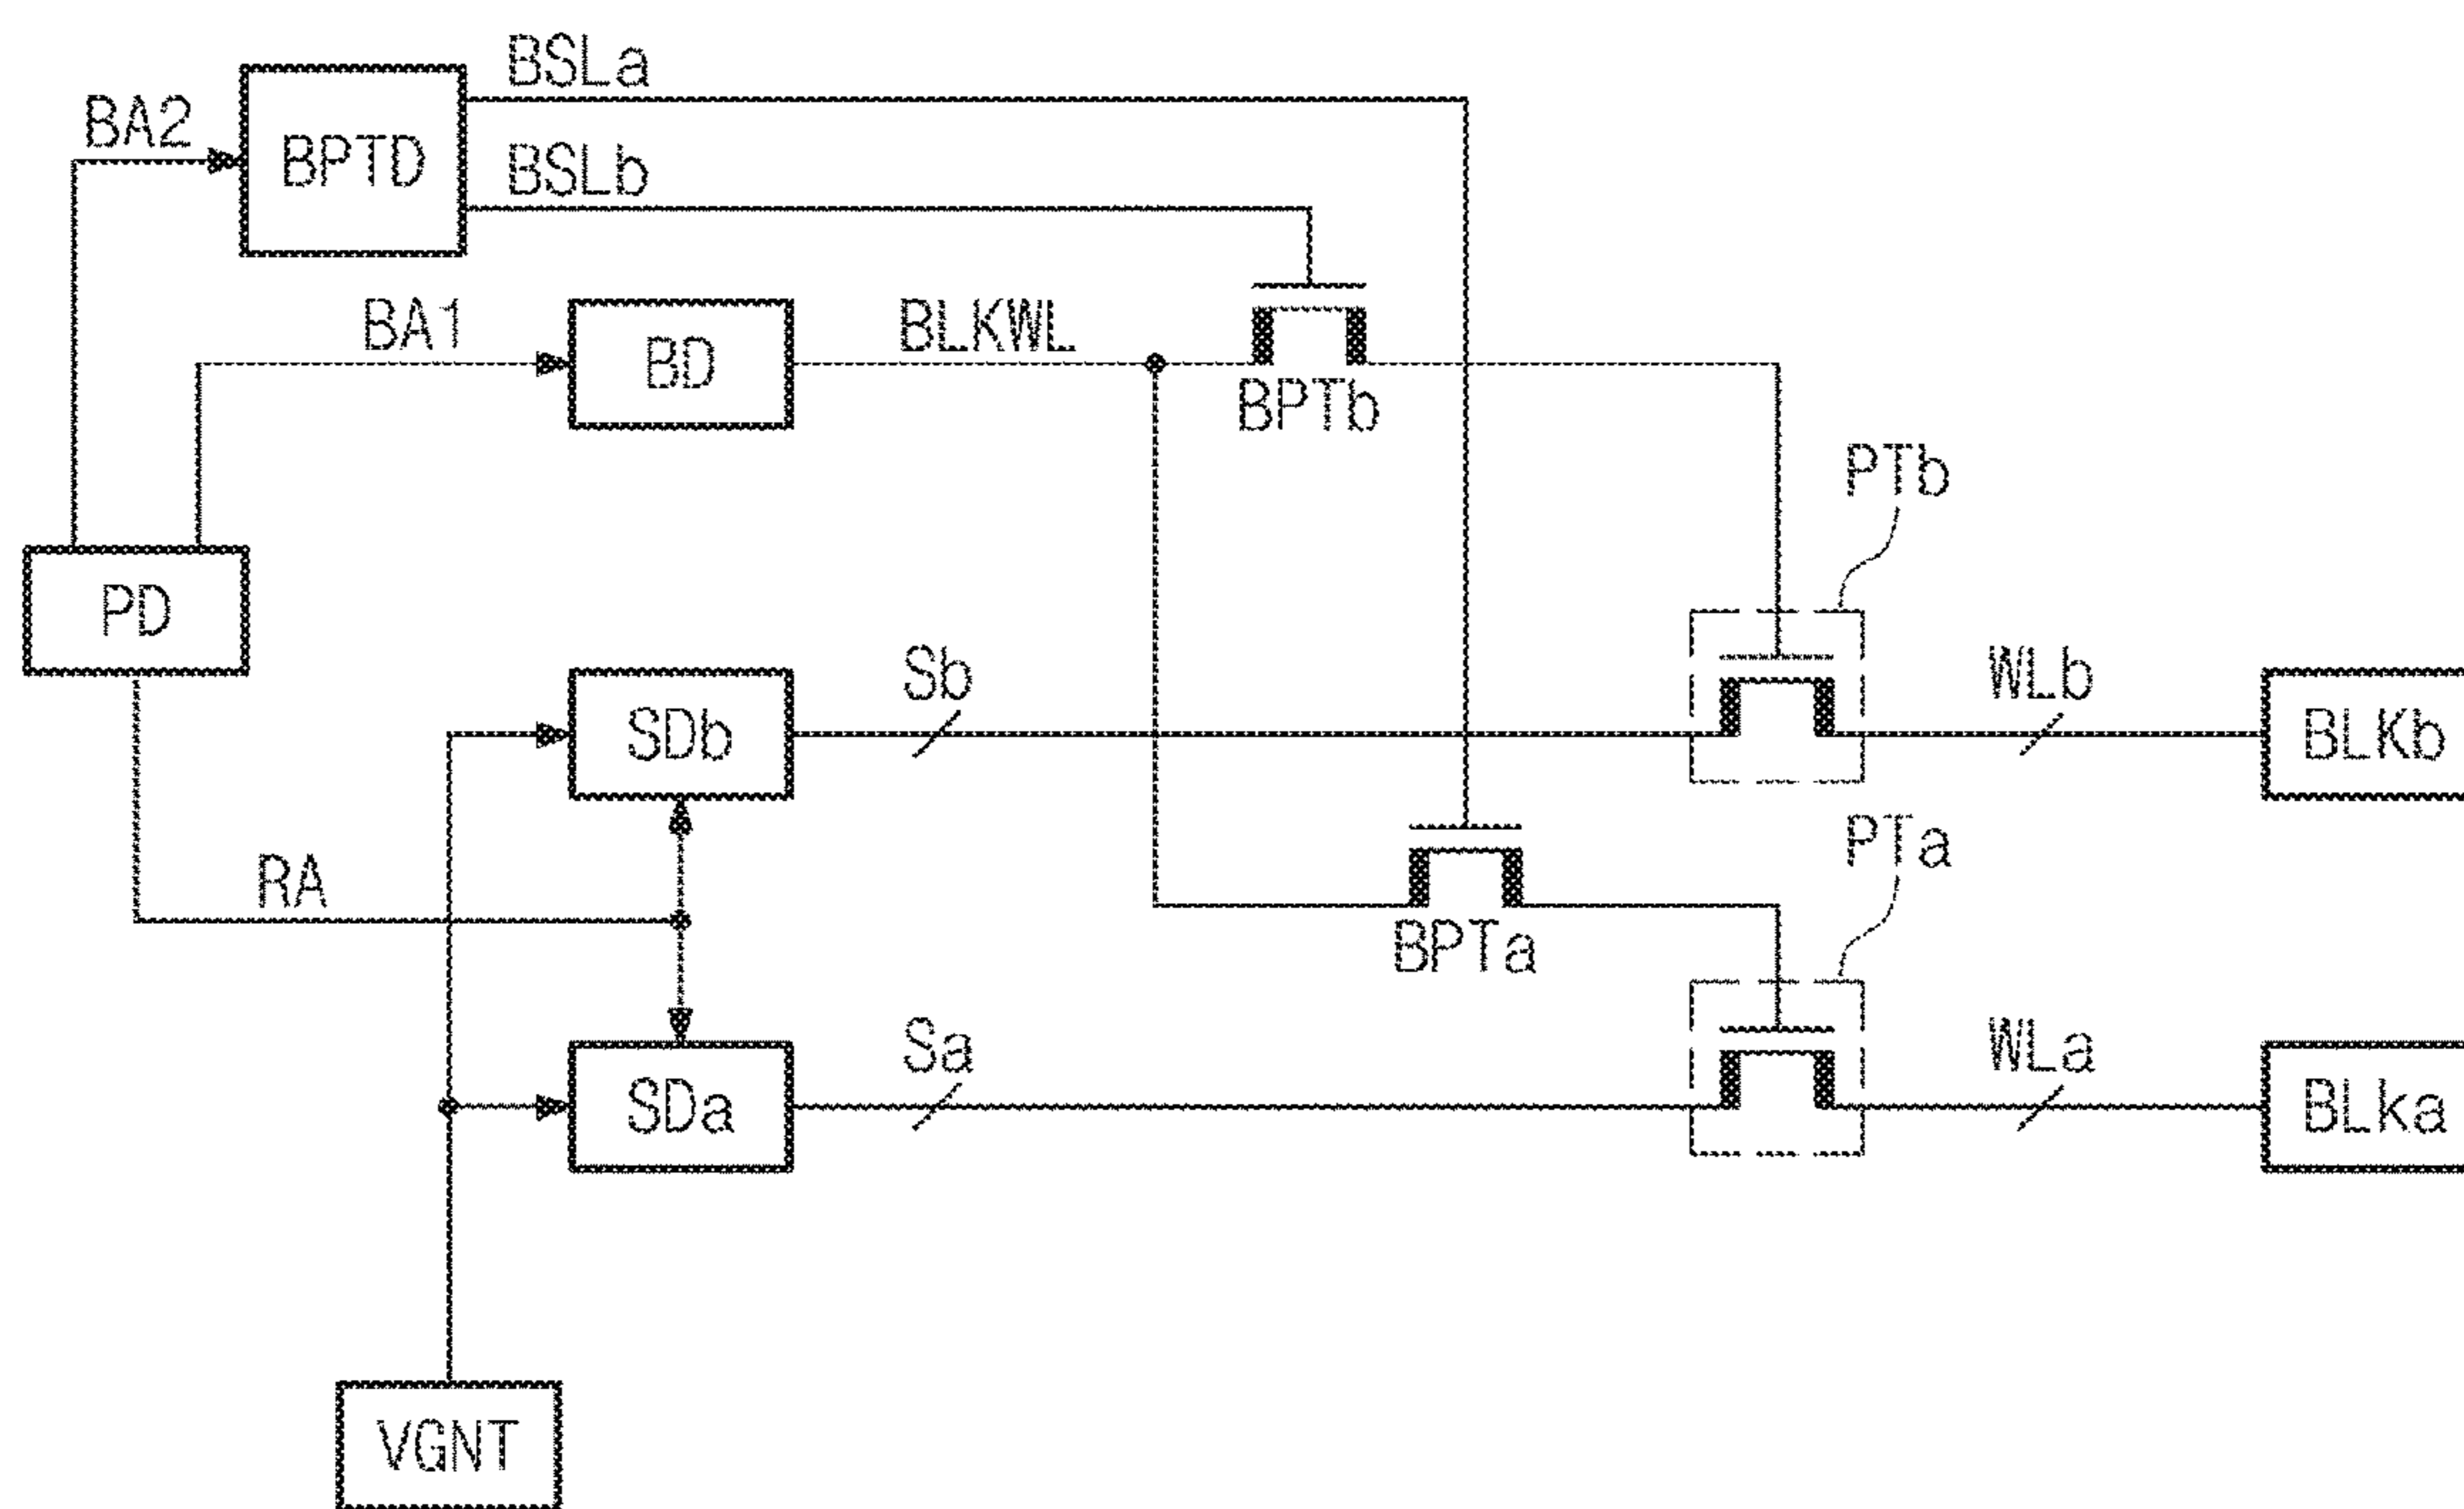 BSLa
BA2
BPTD
BSLb
BA1
BD
BLKWL
BPTb
PTb
PD
Sb
WLb
SDb
BLKb
PTa
RA
BPTa
Sa
WLa
SDa
BLka
VGNT